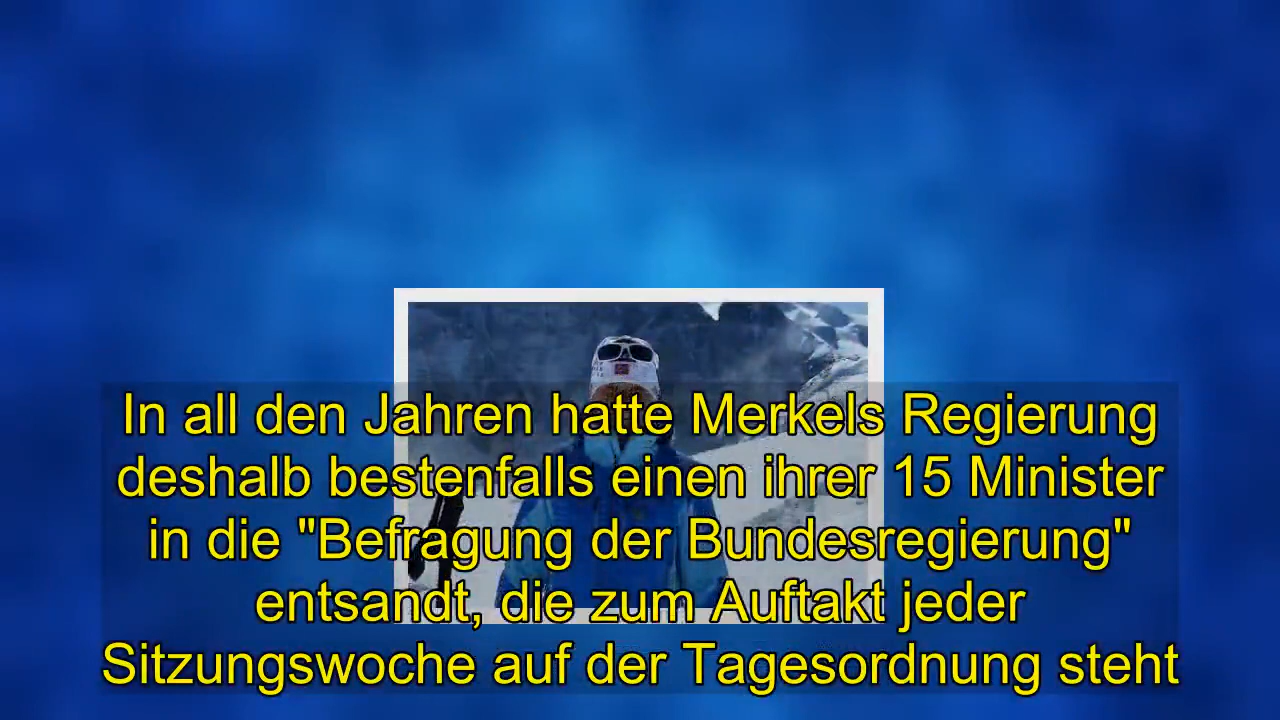 In all den Jahren hatte Merkels Regierung
deshalb bestenfalls einen ihrer 15 Minister
in die "Befragung der Bundesregierung"
entsandt, die zum Auftakt jeder
Sitzungswoche auf der Tagesordnung steht